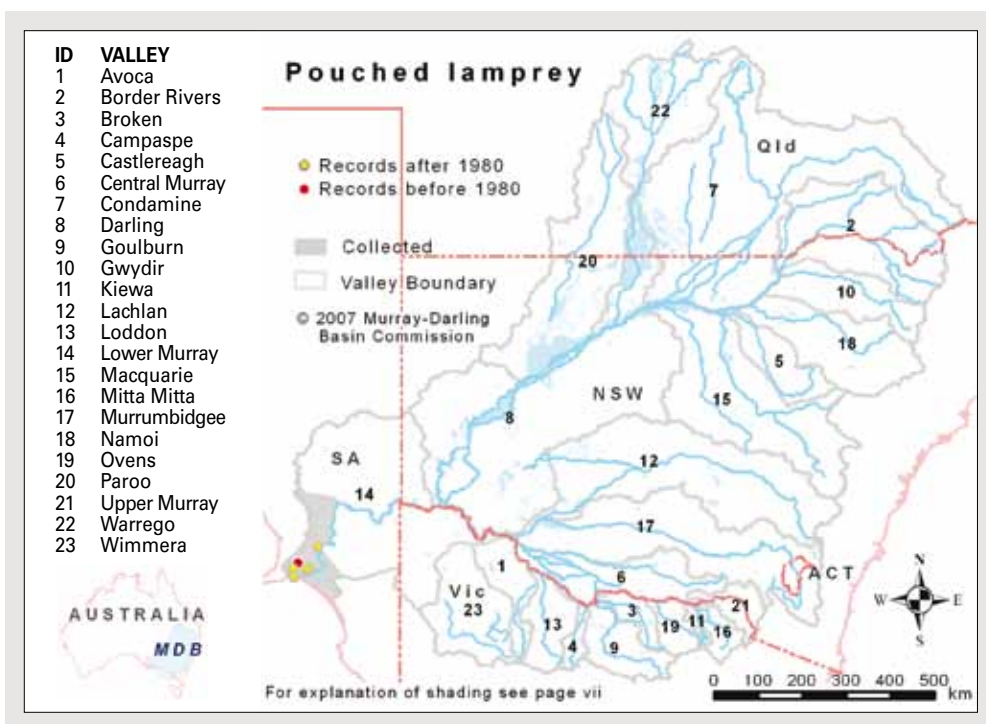 ID VALLEY
1 Avoca
2 Border Rivers
3 Broken
4 Campaspe
5 Castlereagh
6 Central Murray
7 Condamine
8 Darling
9 Goulburn
10 Gwydir
11 Kiewa
12 Lachlan
13 Loddon
14 Lower Murray
15 Macquarie
16 Mitta Mitta
17 Murrumbidgee
18 Namoi
19 Ovens
20 Paroo
21 Upper Murray
22 Warrego
23 Wimmera
AUSTRALIA
MDB
Pouched lamprey
Records after 1980
Records before 1980
Collected
Valley Boundary
© 2007 Murray-Darling
Basin Commission
22
Qld
7
2
20
10
18
5
NSW
15
8
SA
12
14
17
ACT
1
6
Vic
23
21
3
13
19
11
16
4
9
N
W
E
S
For explanation of shading see page vii
0 100 200 300 400 500
km